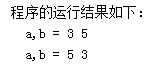 程序的运行结果如下：
a,b = 3 5
a,b = 5 3